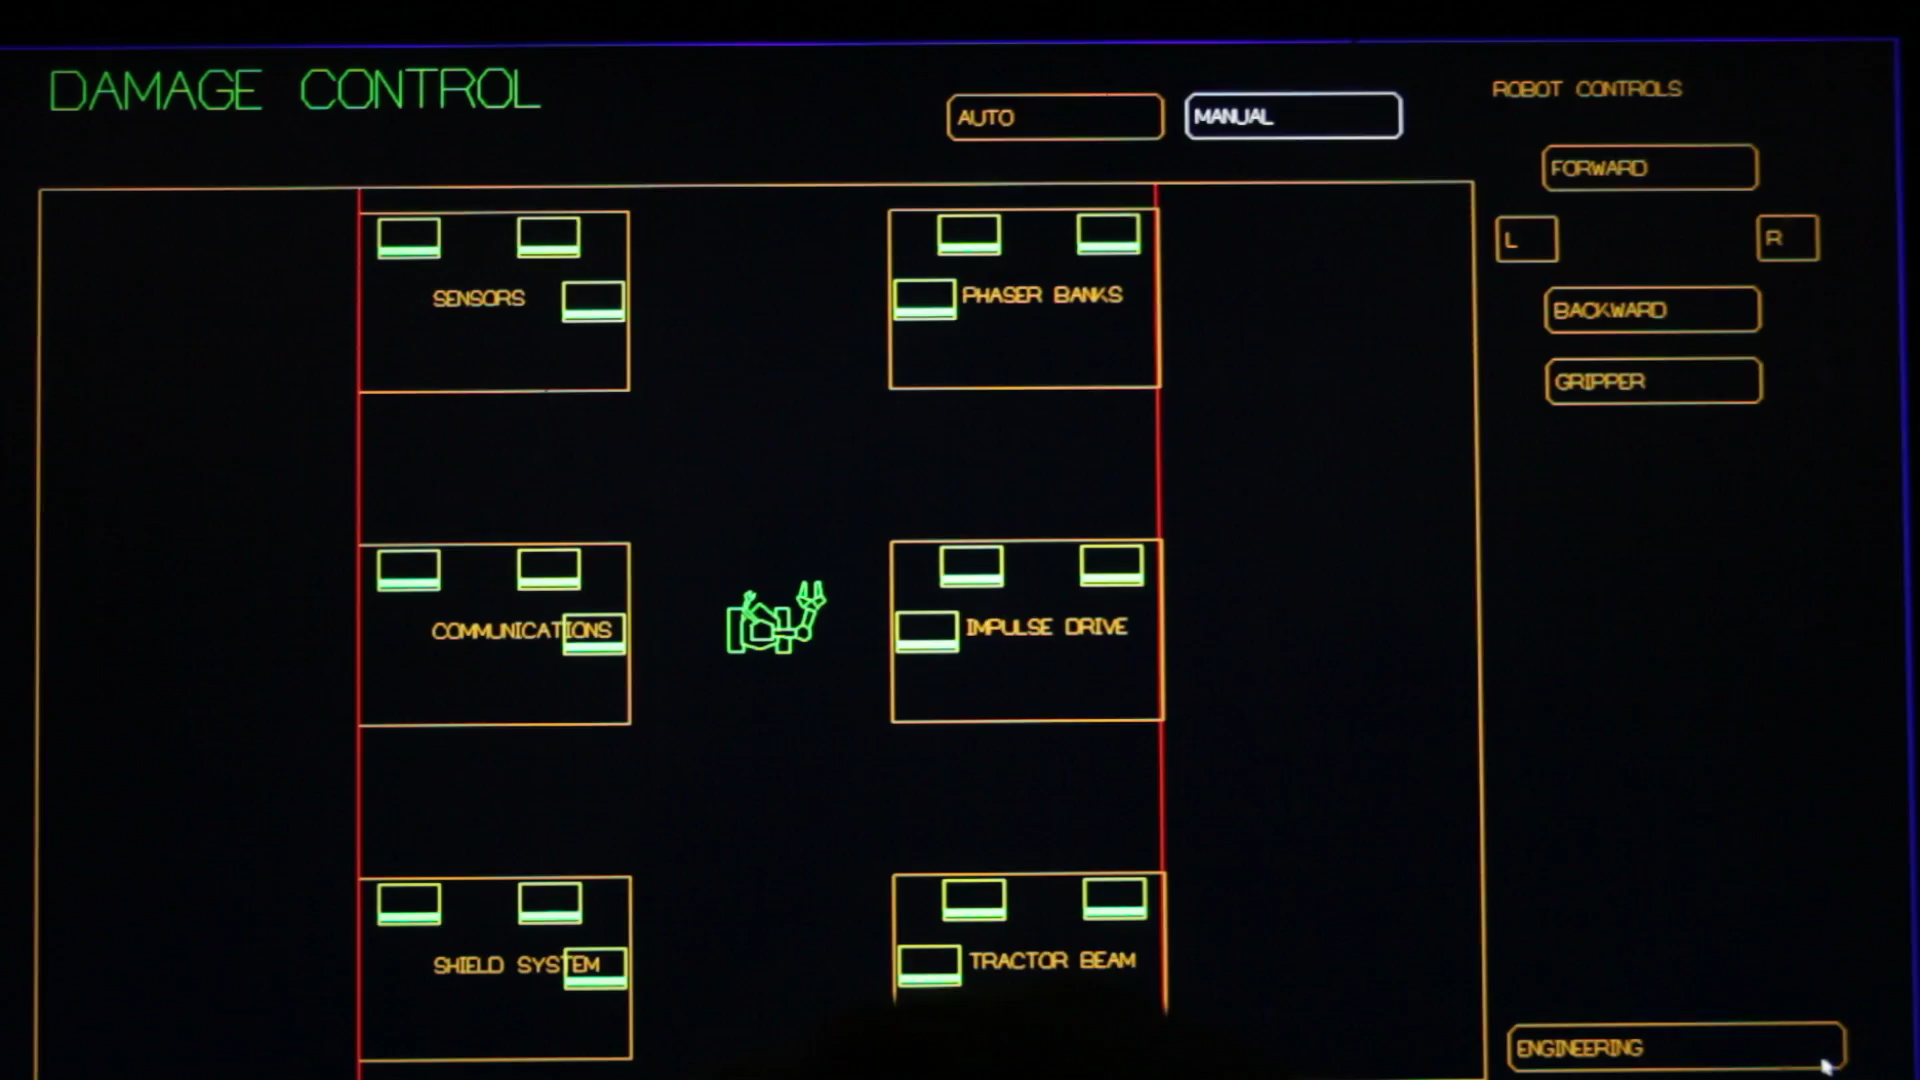 DAMAGE CONTROL
AUTO
MANUAL
ROBOT CONTROLS
FORWARD
L
R
BACKWARD
GRIPPER
SENSORS
PHASER BANKS
COMMUNICATIONS
IMPULSE DRIVE
SHIELD SYSTEM
TRACTOR BEAM
ENGINEERING